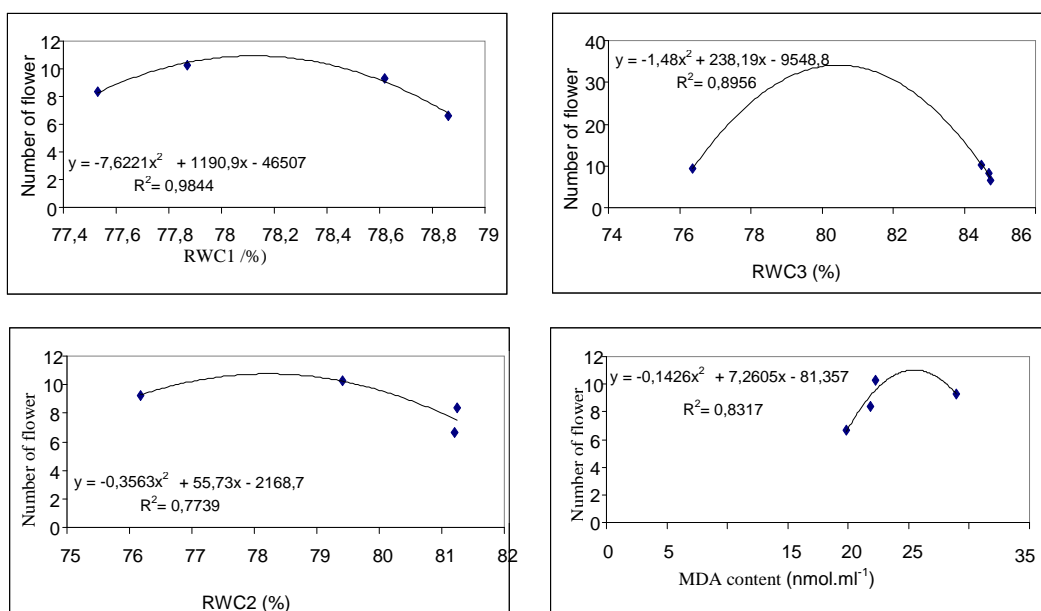 Number of flower
12
10
8
6
4
2
0
y = -7,6221x² + 1190,9x - 46507
R² = 0,9844
77,4 77,6 77,8 78 78,2 78,4 78,6 78,8 79
RWC1 /%)
Number of flower
40
30
20
10
0
y = -1,48x² + 238,19x - 9548,8
R² = 0,8956
74 76 78 80 82 84 86
RWC3 (%)
Number of flower
12
10
8
6
4
2
0
y = -0,3563x² + 55,73x - 2168,7
R² = 0,7739
75 76 77 78 79 80 81 82
RWC2 (%)
Number of flower
12
10
8
6
4
2
0
y = -0,1426x² + 7,2605x - 81,357
R² = 0,8317
0 5 15 20 25 35
MDA content (nmol.ml⁻¹)